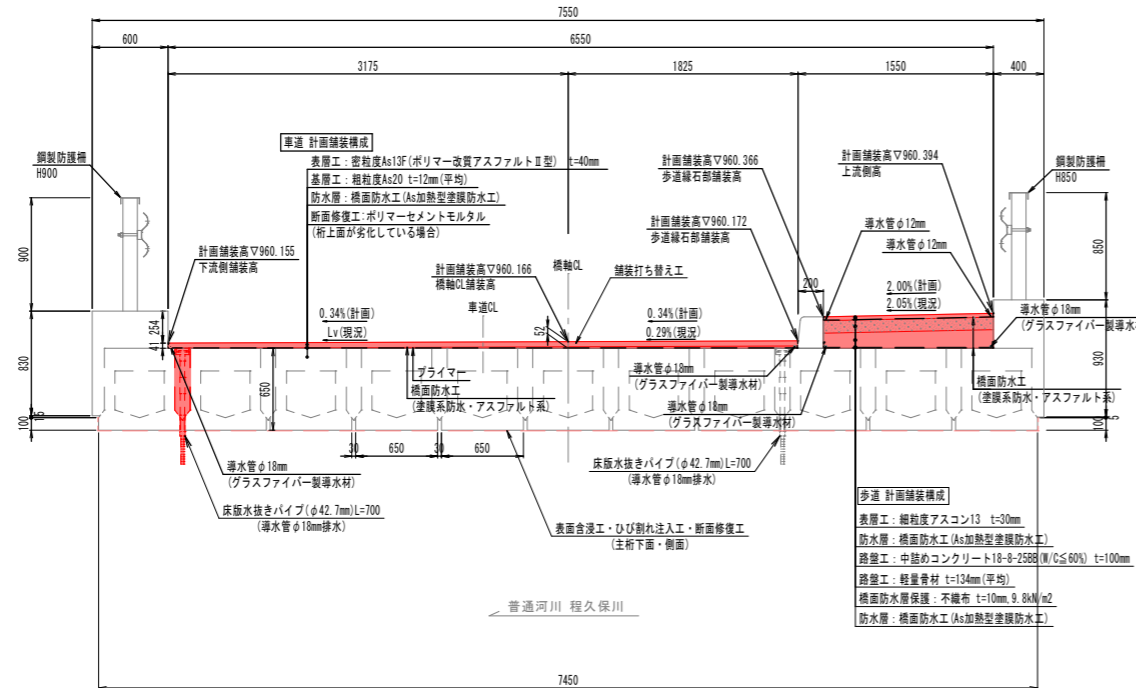 7550
600
6550
400
3175
1825
1550
車道 計画舗装構成
表層工：密粒度As13F(ポリマー改質アスファルトⅡ型) t=40mm
基層工：粗粒度As20 t=12mm(平均)
防水層：橋面防水工(As加熱型塗膜防水工)
断面修復工:ポリマーセメントモルタル
(桁上面が劣化している場合)
鋼製防護柵
H900
計画舗装高▽960.366
歩道縁石部舗装高
計画舗装高▽960.394
上流側高
鋼製防護柵
H850
計画舗装高▽960.155
下流側舗装高
計画舗装高▽960.166
橋軸CL舗装高
橋軸CL
車道CL
舗装打ち替え工
計画舗装高▽960.172
歩道縁石部舗装高
導水管φ12mm
導水管φ12mm
200
2.00%(計画)
2.05%(現況)
900
850
254
41
830
930
100
100
5
0.34%(計画)
Lv(現況)
52
0.34%(計画)
0.29%(現況)
導水管φ18mm
(グラスファイバー製導水材
650
プライマー
橋面防水工
(塗膜系防水・アスファルト系)
導水管φ18mm
(グラスファイバー製導水材)
導水管φ18mm
(グラスファイバー製導水材)
橋面防水工
(塗膜系防水・アスファルト系)
30
650
30
650
導水管φ18mm
(グラスファイバー製導水材)
床版水抜きパイプ(φ42.7mm)L=700
(導水管φ18mm排水)
床版水抜きパイプ(φ42.7mm)L=700
(導水管φ18mm排水)
表面含浸工・ひび割れ注入工・断面修復工
(主桁下面・側面)
歩道 計画舗装構成
表層工：細粒度アスコン13 t=30mm
防水層：橋面防水工(As加熱型塗膜防水工)
路盤工：中詰めコンクリート18-8-25BB(W/C≦60%) t=100mm
路盤工：軽量骨材 t=134mm(平均)
橋面防水層保護：不織布 t=10mm,9.8kN/m2
防水層：橋面防水工(As加熱型塗膜防水工)
普通河川 程久保川
7450